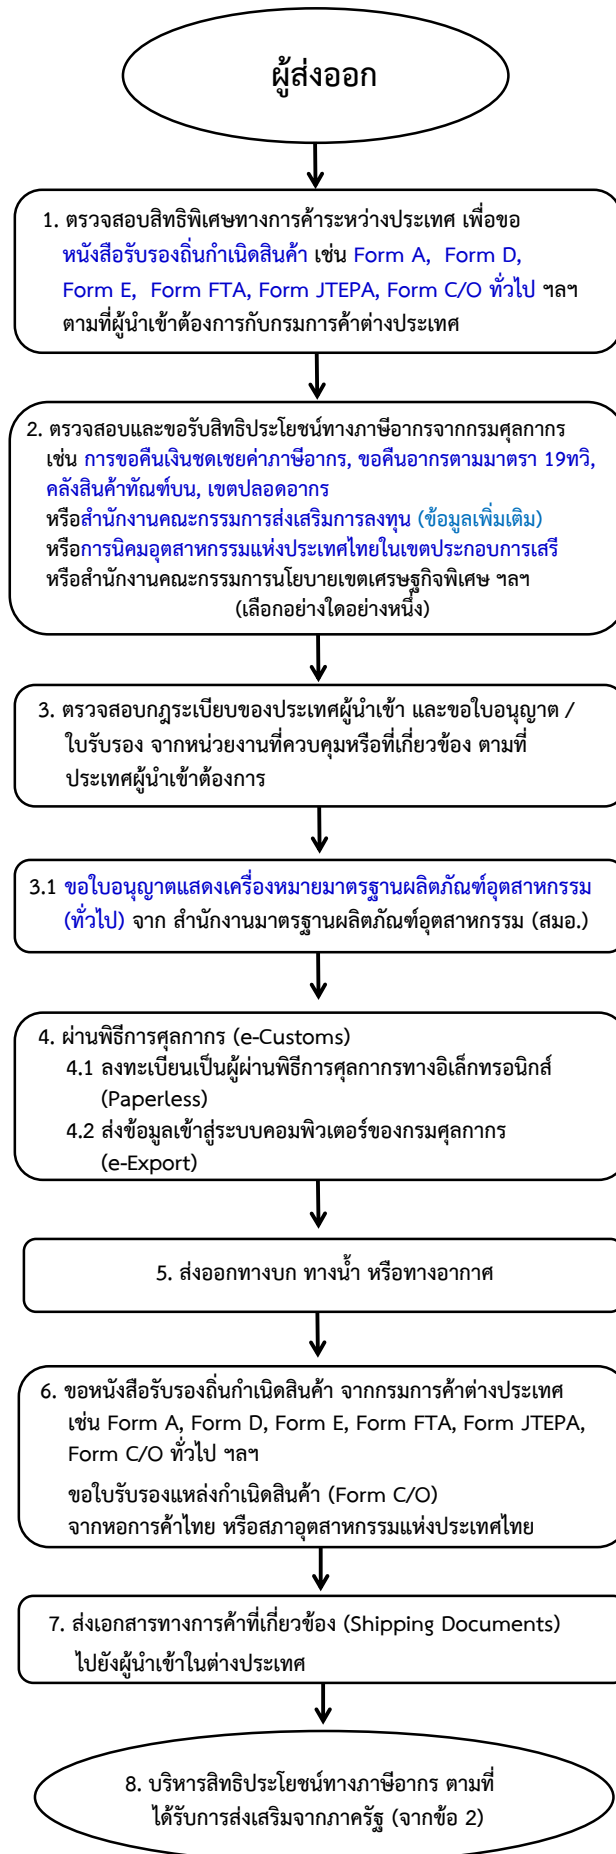 ผู้ส่งออก
1. ตรวจสอบสิทธิพิเศษทางการค้าระหว่างประเทศ เพื่อขอ
หนังสือรับรองถิ่นกำเนิดสินค้า เช่น Form A, Form D,
Form E, Form FTA, Form JTEPA, Form C/O ทั่วไป ฯลฯ
ตามที่ผู้นำเข้าต้องการกับกรมการค้าต่างประเทศ
2. ตรวจสอบและขอรับสิทธิประโยชน์ทางภาษีอากรจากกรมศุลกากร
เช่น การขอคืนเงินชดเชยค่าภาษีอากร, ขอคืนอากรตามมาตรา 19ทวิ,
คลังสินค้าทัณฑ์บน, เขตปลอดอากร
หรือสำนักงานคณะกรรมการส่งเสริมการลงทุน (ข้อมูลเพิ่มเติม)
หรือการนิคมอุตสาหกรรมแห่งประเทศไทยในเขตประกอบการเสรี
หรือสำนักงานคณะกรรมการนโยบายเขตเศรษฐกิจพิเศษ ฯลฯ
(เลือกอย่างใดอย่างหนึ่ง)
3. ตรวจสอบกฎระเบียบของประเทศผู้นำเข้า และขอใบอนุญาต /
ใบรับรอง จากหน่วยงานที่ควบคุมหรือที่เกี่ยวข้อง ตามที่
ประเทศผู้นำเข้าต้องการ
3.1 ขอใบอนุญาตแสดงเครื่องหมายมาตรฐานผลิตภัณฑ์อุตสาหกรรม
(ทั่วไป) จาก สำนักงานมาตรฐานผลิตภัณฑ์อุตสาหกรรม (สมอ.)
4. ผ่านพิธีการศุลกากร (e-Customs)
4.1 ลงทะเบียนเป็นผู้ผ่านพิธีการศุลกากรทางอิเล็กทรอนิกส์
(Paperless)
4.2 ส่งข้อมูลเข้าสู่ระบบคอมพิวเตอร์ของกรมศุลกากร
(e-Export)
5. ส่งออกทางบก ทางน้ำ หรือทางอากาศ
6. ขอหนังสือรับรองถิ่นกำเนิดสินค้า จากกรมการค้าต่างประเทศ
เช่น Form A, Form D, Form E, Form FTA, Form JTEPA,
Form C/O ทั่วไป ฯลฯ
ขอใบรับรองแหล่งกำเนิดสินค้า (Form C/O)
จากหอการค้าไทย หรือสภาอุตสาหกรรมแห่งประเทศไทย
7. ส่งเอกสารทางการค้าที่เกี่ยวข้อง (Shipping Documents)
ไปยังผู้นำเข้าในต่างประเทศ
8. บริหารสิทธิประโยชน์ทางภาษีอากร ตามที่
ได้รับการส่งเสริมจากภาครัฐ (จากข้อ 2)